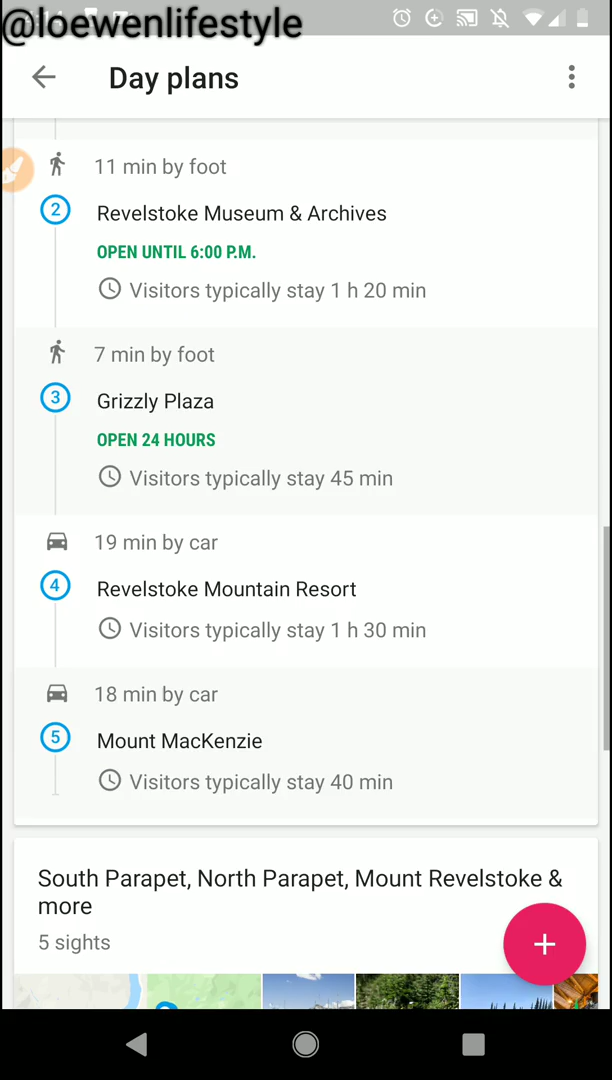 @loewenlifestyle
Day plans
11 min by foot
2
Revelstoke Museum & Archives
OPEN UNTIL 6:00 P.M.
Visitors typically stay 1 h 20 min
7 min by foot
3
Grizzly Plaza
OPEN 24 HOURS
Visitors typically stay 45 min
19 min by car
4
Revelstoke Mountain Resort
Visitors typically stay 1 h 30 min
18 min by car
5
Mount MacKenzie
Visitors typically stay 40 min
South Parapet, North Parapet, Mount Revelstoke &
more
5 sights